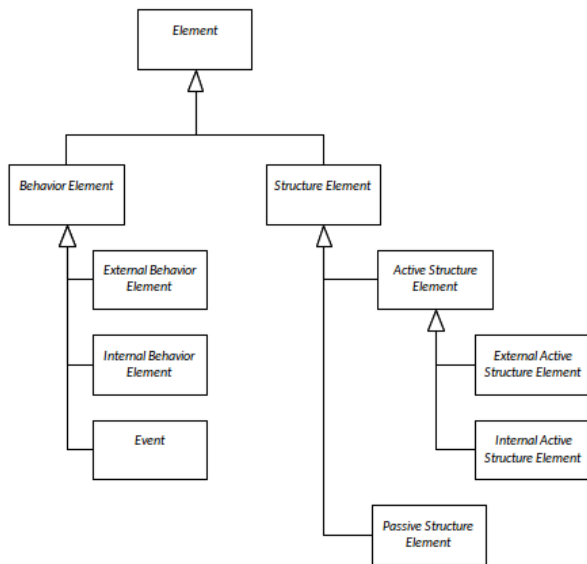 Element
Behavior Element
Structure Element
External Behavior
Element
Active Structure
Element
Internal Behavior
Element
External Active
Structure Element
Event
Internal Active
Structure Element
Passive Structure
Element